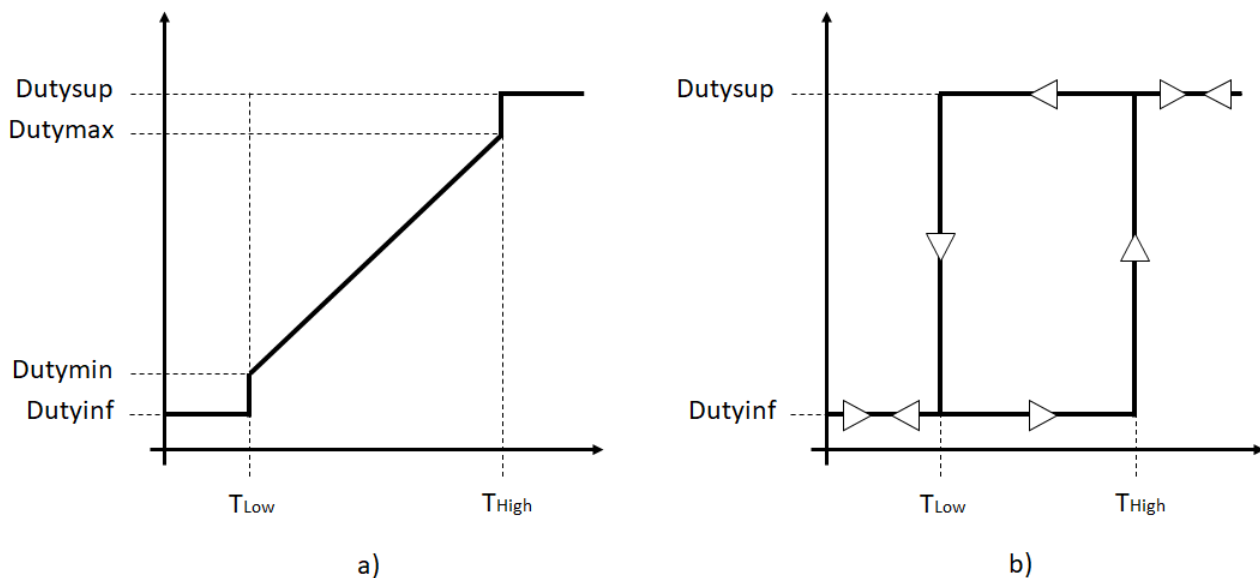 Dutysup
Dutymax
Dutymin
Dutyinf
TLow
THigh
a)
Dutysup
Dutyinf
TLow
THigh
b)